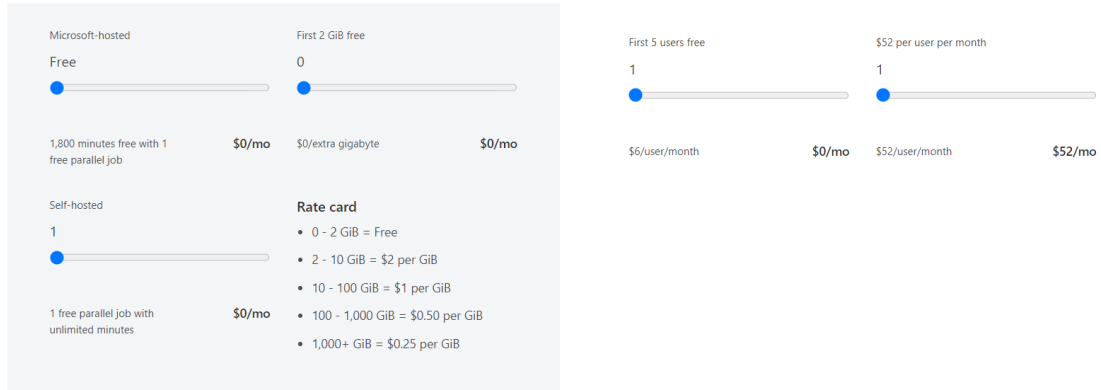 Microsoft-hosted
Free
1,800 minutes free with 1
free parallel job
$0/mo
First 2 GiB free
0
$0/extra gigabyte
$0/mo
Self-hosted
1
1 free parallel job with
unlimited minutes
$0/mo
Rate card
• 0 - 2 GiB = Free
• 2 - 10 GiB = $2 per GiB
• 10 - 100 GiB = $1 per GiB
• 100 - 1,000 GiB = $0.50 per GiB
• 1,000+ GiB = $0.25 per GiB
First 5 users free
1
$6/user/month
$0/mo
$52 per user per month
1
$52/user/month
$52/mo